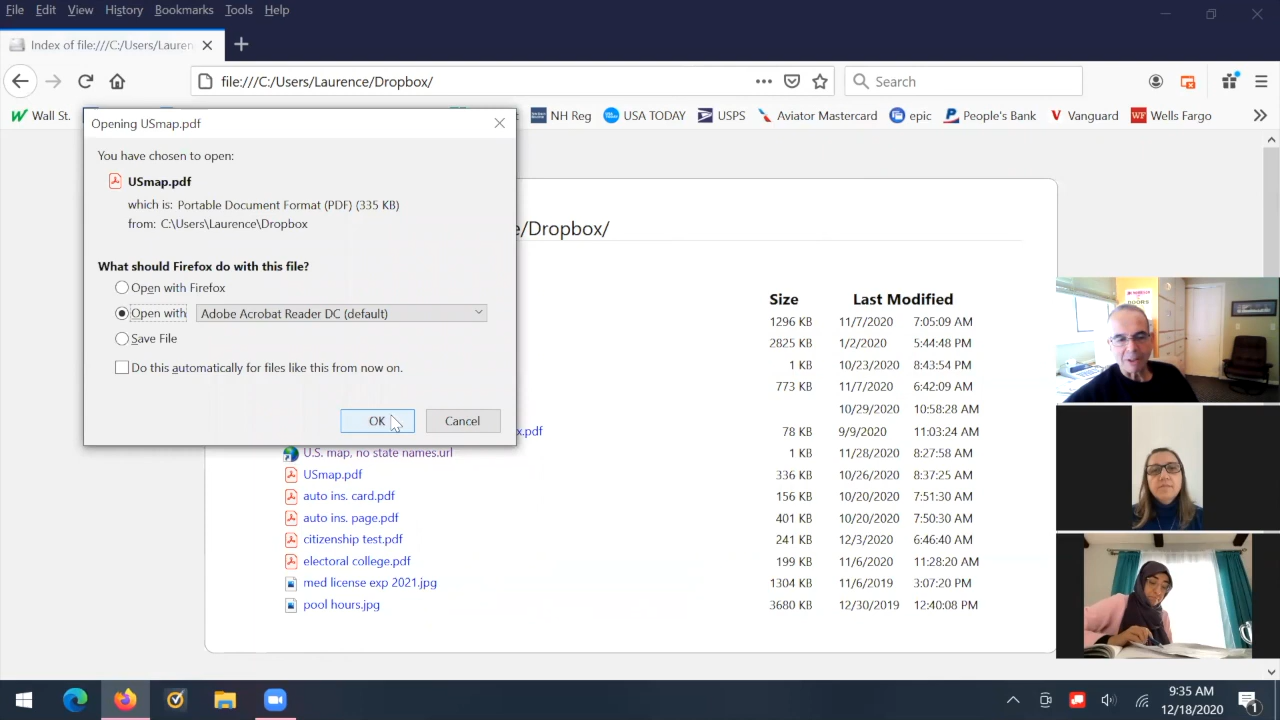 File Edit View History Bookmarks Tools Help
Index of file:///C:/Users/Lauren
file:///C:/Users/Laurence/Dropbox/
Search
Wall St. NH Reg USA TODAY USPS Aviator Mastercard epic People's Bank Vanguard Wells Fargo
Opening USmap.pdf
You have chosen to open:
USmap.pdf
which is: Portable Document Format (PDF) (335 KB)
from: C:\Users\Laurence\Dropbox
What should Firefox do with this file?
Open with Firefox
Open with Adobe Acrobat Reader DC (default)
Save File
Do this automatically for files like this from now on.
OK Cancel
e/Dropbox/
Size Last Modified
1296 KB 11/7/2020 7:05:09 AM
2825 KB 1/2/2020 5:44:48 PM
1 KB 10/23/2020 8:43:54 PM
773 KB 11/7/2020 6:42:09 AM
10/29/2020 10:58:28 AM
x.pdf 78 KB 9/9/2020 11:03:24 AM
U.S. map, no state names.url 1 KB 11/28/2020 8:27:58 AM
USmap.pdf 336 KB 10/26/2020 8:37:25 AM
auto ins. card.pdf 156 KB 10/20/2020 7:51:30 AM
auto ins. page.pdf 401 KB 10/20/2020 7:50:30 AM
citizenship test.pdf 241 KB 12/3/2020 6:46:40 AM
electoral college.pdf 199 KB 11/6/2020 11:28:20 AM
med license exp 2021.jpg 1304 KB 11/6/2019 3:07:20 PM
pool hours.jpg 3680 KB 12/30/2019 12:40:08 PM
DOORS
9:35 AM
12/18/2020
1